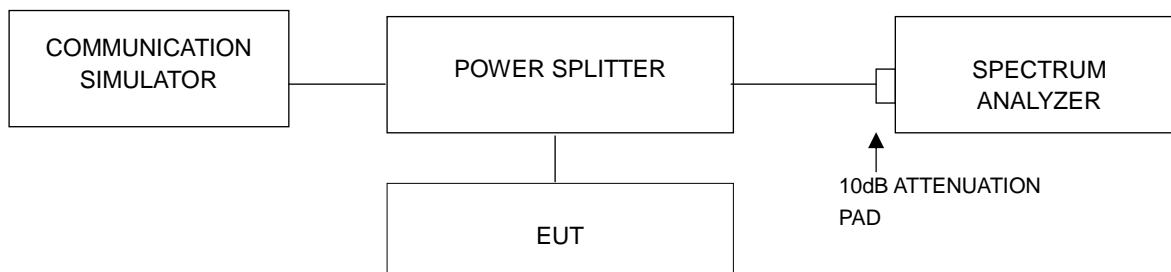 COMMUNICATION
SIMULATOR
POWER SPLITTER
SPECTRUM
ANALYZER
10dB ATTENUATION
PAD
EUT